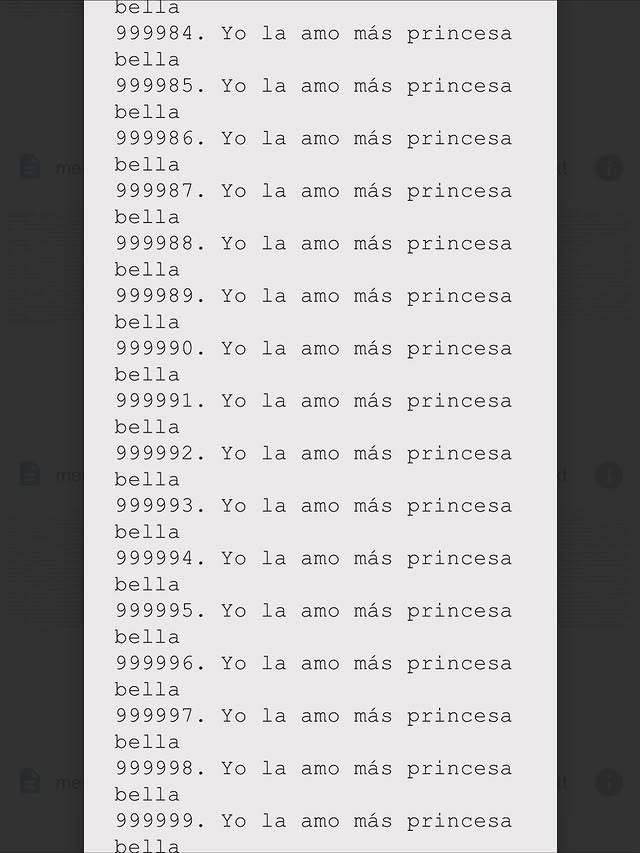 bella
999984. Yo la amo más princesa
bella
999985. Yo la amo más princesa
bella
999986. Yo la amo más princesa
bella
999987. Yo la amo más princesa
bella
999988. Yo la amo más princesa
bella
999989. Yo la amo más princesa
bella
999990. Yo la amo más princesa
bella
999991. Yo la amo más princesa
bella
999992. Yo la amo más princesa
bella
999993. Yo la amo más princesa
bella
999994. Yo la amo más princesa
bella
999995. Yo la amo más princesa
bella
999996. Yo la amo más princesa
bella
999997. Yo la amo más princesa
bella
999998. Yo la amo más princesa
bella
999999. Yo la amo más princesa
bella